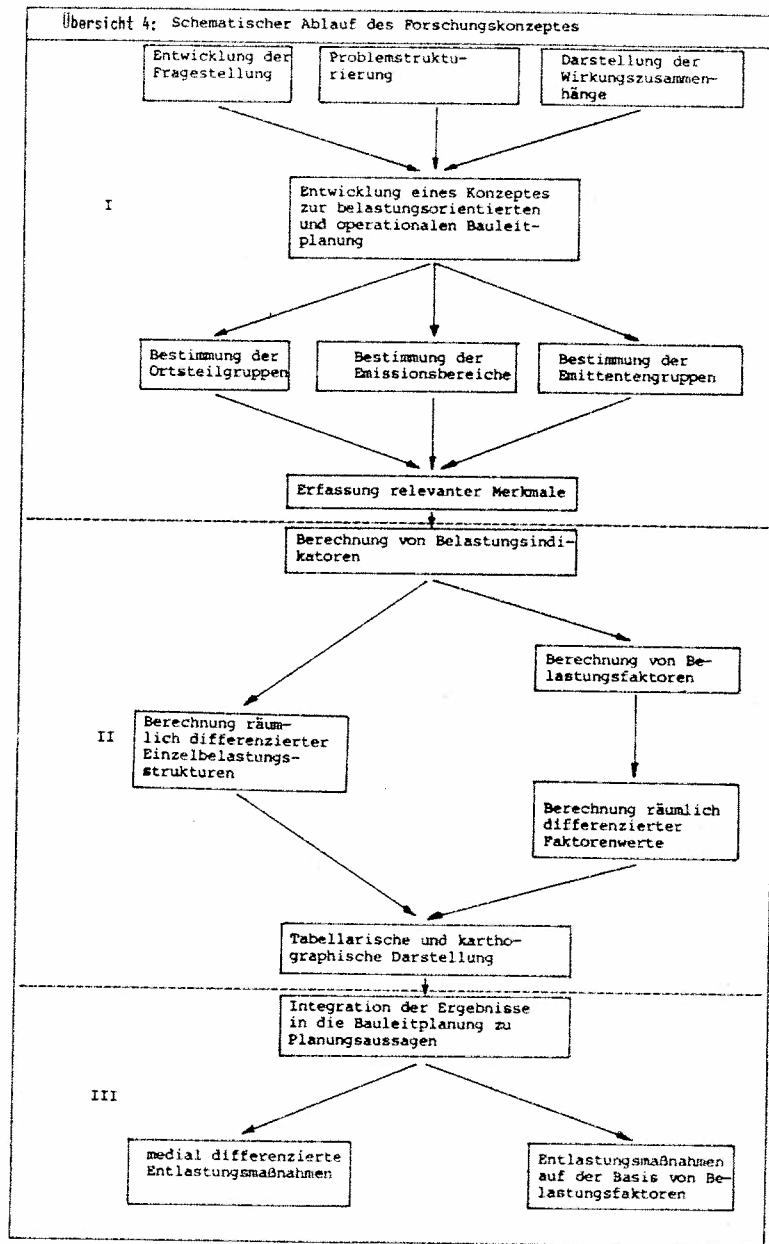 Übersicht 4: Schematischer Ablauf des Forschungskonzeptes
Entwicklung der
Fragestellung
Problemstruktu-
rierung
Darstellung der
Wirkungszusammen-
hänge
I
Entwicklung eines Konzeptes
zur belastungsorientierten
und operationalen Bauleit-
planung
Bestimmung der
Ortsteilgruppen
Bestimmung der
Emissionsbereiche
Bestimmung der
Emittentengruppen
Erfassung relevanter Merkmale
Berechnung von Belastungsindi-
katoren
Berechnung von Be-
lastungsfaktoren
II
Berechnung räum-
lich differenzierter
Einzelbelastungs-
strukturen
Berechnung räumlich
differenzierter
Faktorenwerte
Tabellarische und kartho-
graphische Darstellung
Integration der Ergebnisse
in die Bauleitplanung zu
Planungsaussagen
III
medial differenzierte
Entlastungsmaßnahmen
Entlastungsmaßnahmen
auf der Basis von Be-
lastungsfaktoren